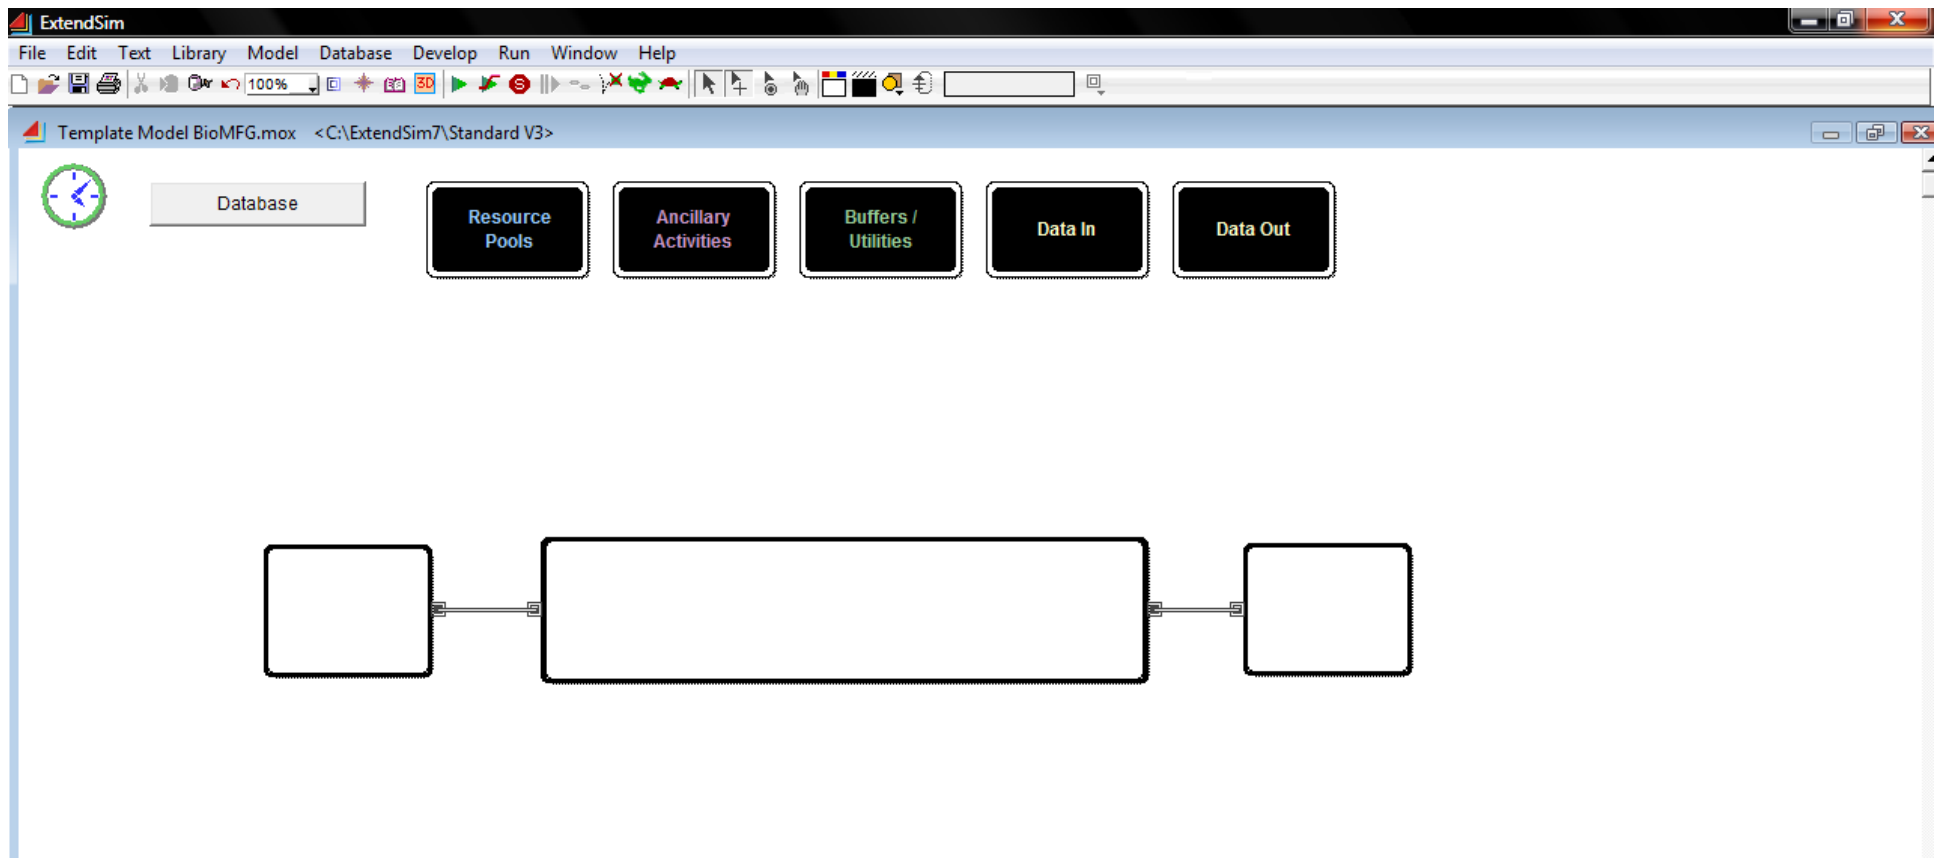 ExtendSim
File Edit Text Library Model Database Develop Run Window Help
100% 3D S
Template Model BioMFG.mox <C:\ExtendSim7\Standard V3>
Database
Resource
Pools
Ancillary
Activities
Buffers /
Utilities
Data In
Data Out